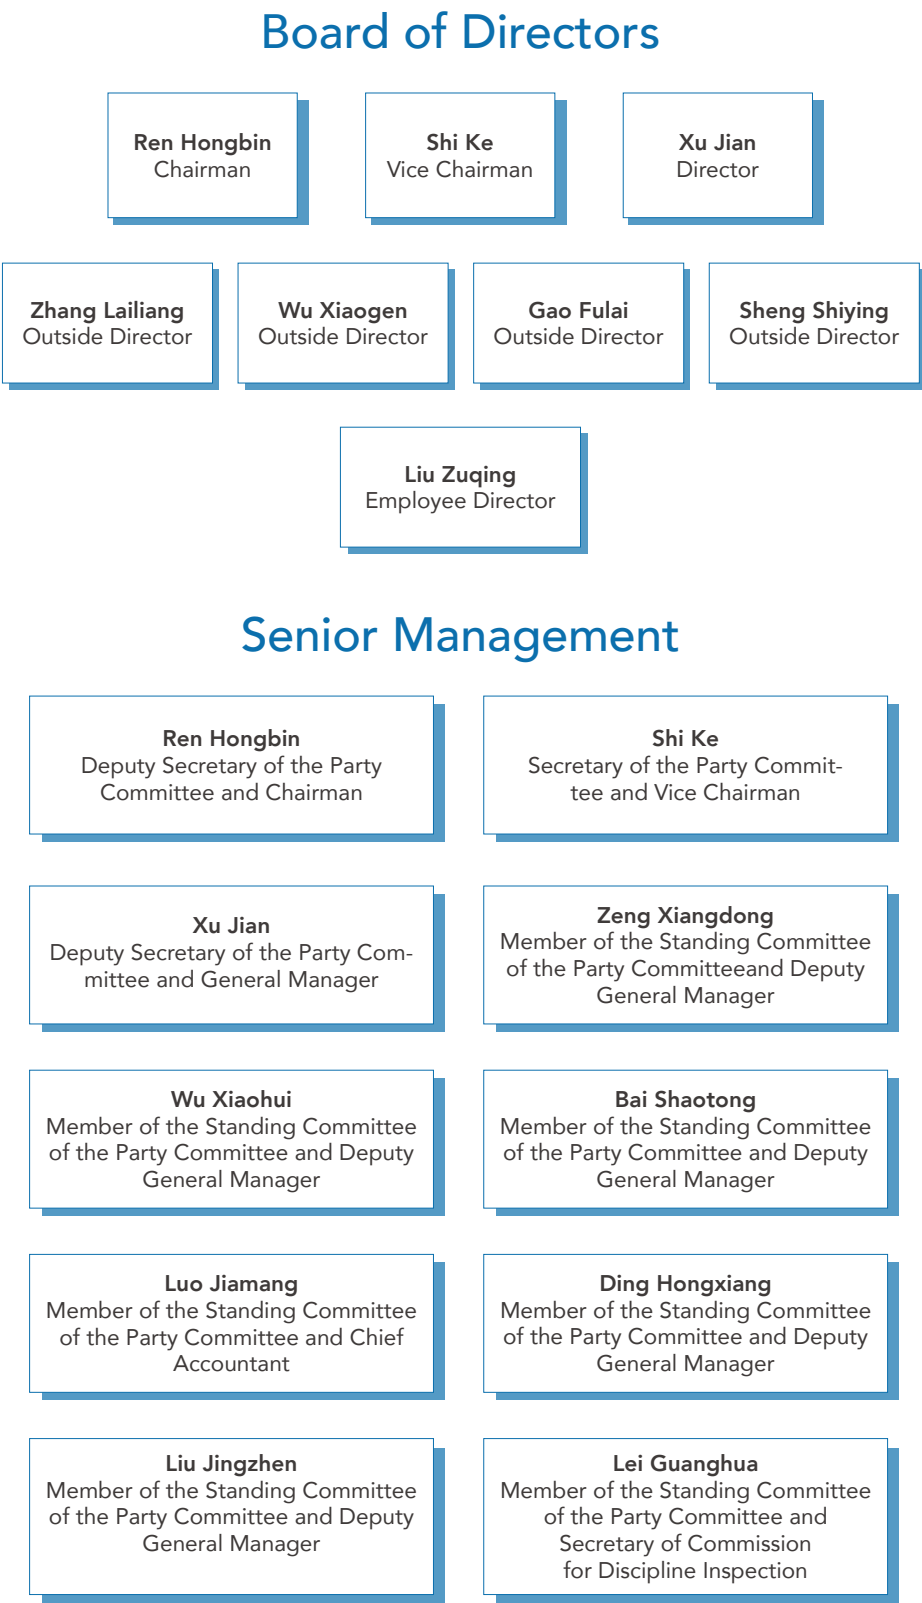 Board of Directors
Ren Hongbin
Chairman
Shi Ke
Vice Chairman
Xu Jian
Director
Zhang Lailiang
Outside Director
Wu Xiaogen
Outside Director
Gao Fulai
Outside Director
Sheng Shiying
Outside Director
Liu Zuqing
Employee Director
Senior Management
Ren Hongbin
Deputy Secretary of the Party
Committee and Chairman
Shi Ke
Secretary of the Party Commit-
tee and Vice Chairman
Xu Jian
Deputy Secretary of the Party Com-
mittee and General Manager
Zeng Xiangdong
Member of the Standing Committee
of the Party Committeeand Deputy
General Manager
Wu Xiaohui
Member of the Standing Committee
of the Party Committee and Deputy
General Manager
Bai Shaotong
Member of the Standing Committee
of the Party Committee and Deputy
General Manager
Luo Jiamang
Member of the Standing Committee
of the Party Committee and Chief
Accountant
Ding Hongxiang
Member of the Standing Committee
of the Party Committee and Deputy
General Manager
Liu Jingzhen
Member of the Standing Committee
of the Party Committee and Deputy
General Manager
Lei Guanghua
Member of the Standing Committee
of the Party Committee and
Secretary of Commission
for Discipline Inspection